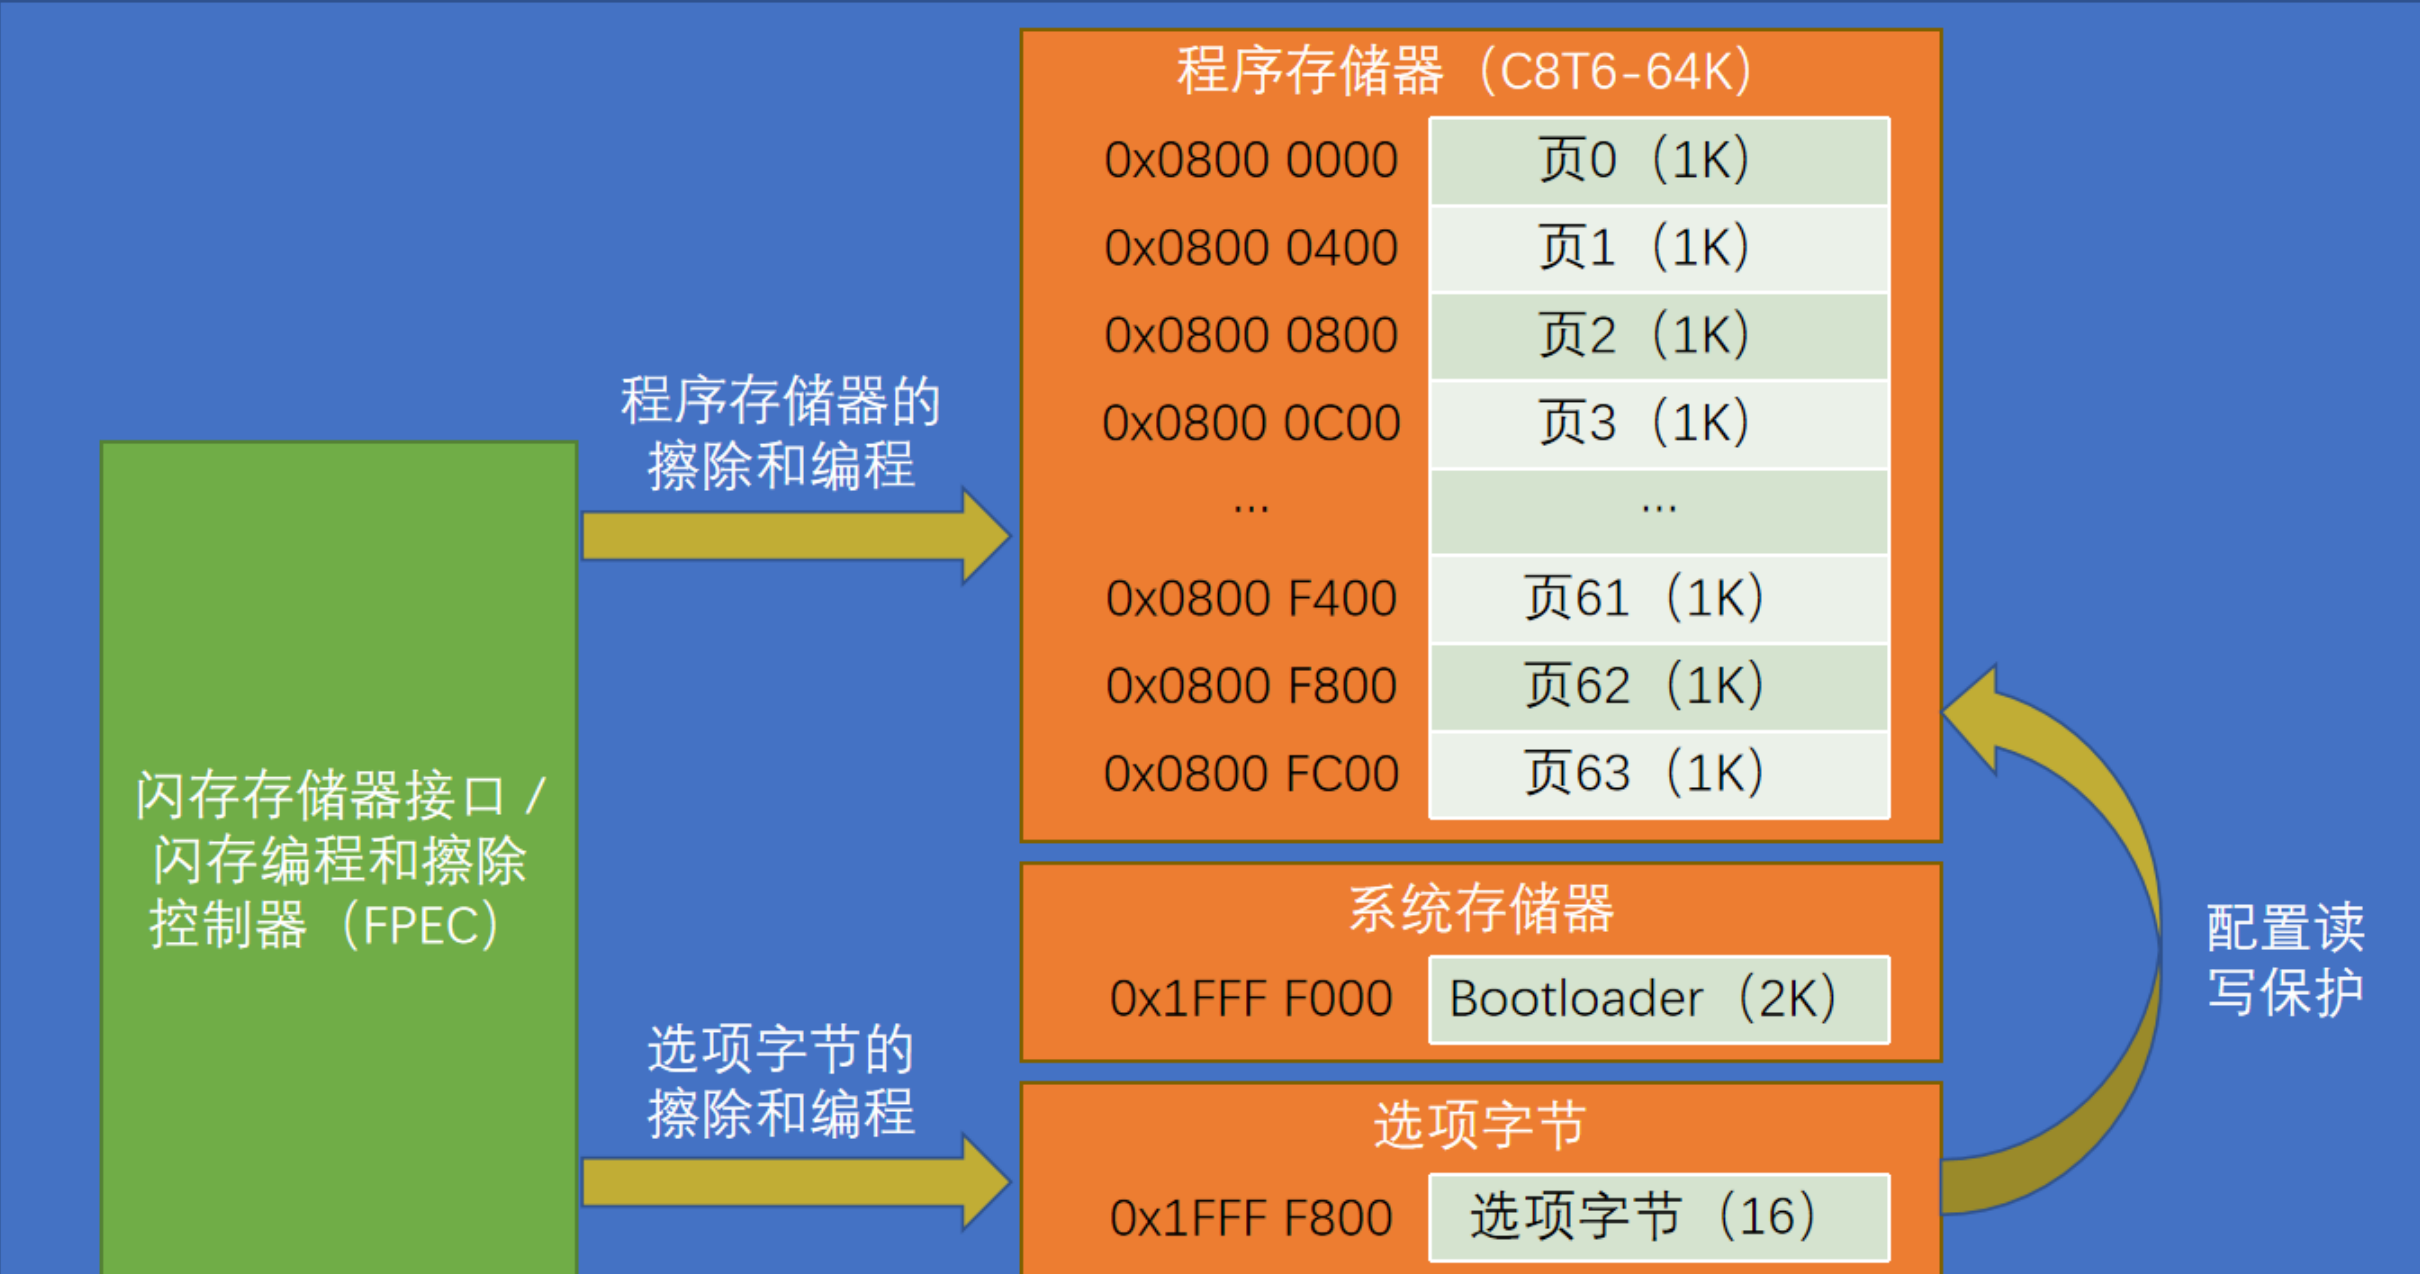 程序存储器（C8T6-64K）
0x0800 0000 页0（1K）
0x0800 0400 页1（1K）
0x0800 0800 页2（1K）
0x0800 0C00 页3（1K）
... ...
0x0800 F400 页61（1K）
0x0800 F800 页62（1K）
0x0800 FC00 页63（1K）
程序存储器的
擦除和编程
闪存存储器接口 /
闪存编程和擦除
控制器（FPEC）
系统存储器
0x1FFF F000 Bootloader（2K）
配置读
写保护
选项字节的
擦除和编程
选项字节
0x1FFF F800 选项字节（16）